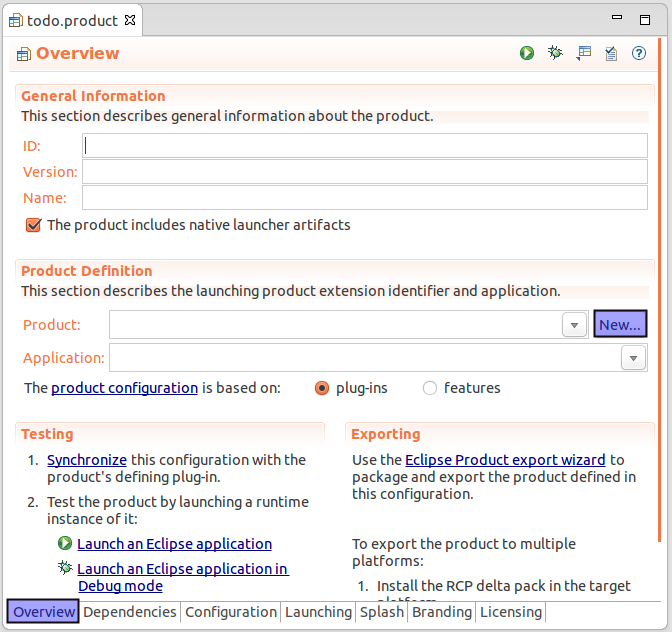 todo.product
Overview
General Information
This section describes general information about the product.
ID:
Version:
Name:
The product includes native launcher artifacts
Product Definition
This section describes the launching product extension identifier and application.
Product:
New...
Application:
The product configuration is based on: plug-ins features
Testing
1. Synchronize this configuration with the
product's defining plug-in.
2. Test the product by launching a runtime
instance of it:
Launch an Eclipse application
Launch an Eclipse application in
Debug mode
Exporting
Use the Eclipse Product export wizard to
package and export the product defined in
this configuration.
To export the product to multiple
platforms:
1. Install the RCP delta pack in the target
platform.
Overview Dependencies Configuration Launching Splash Branding Licensing